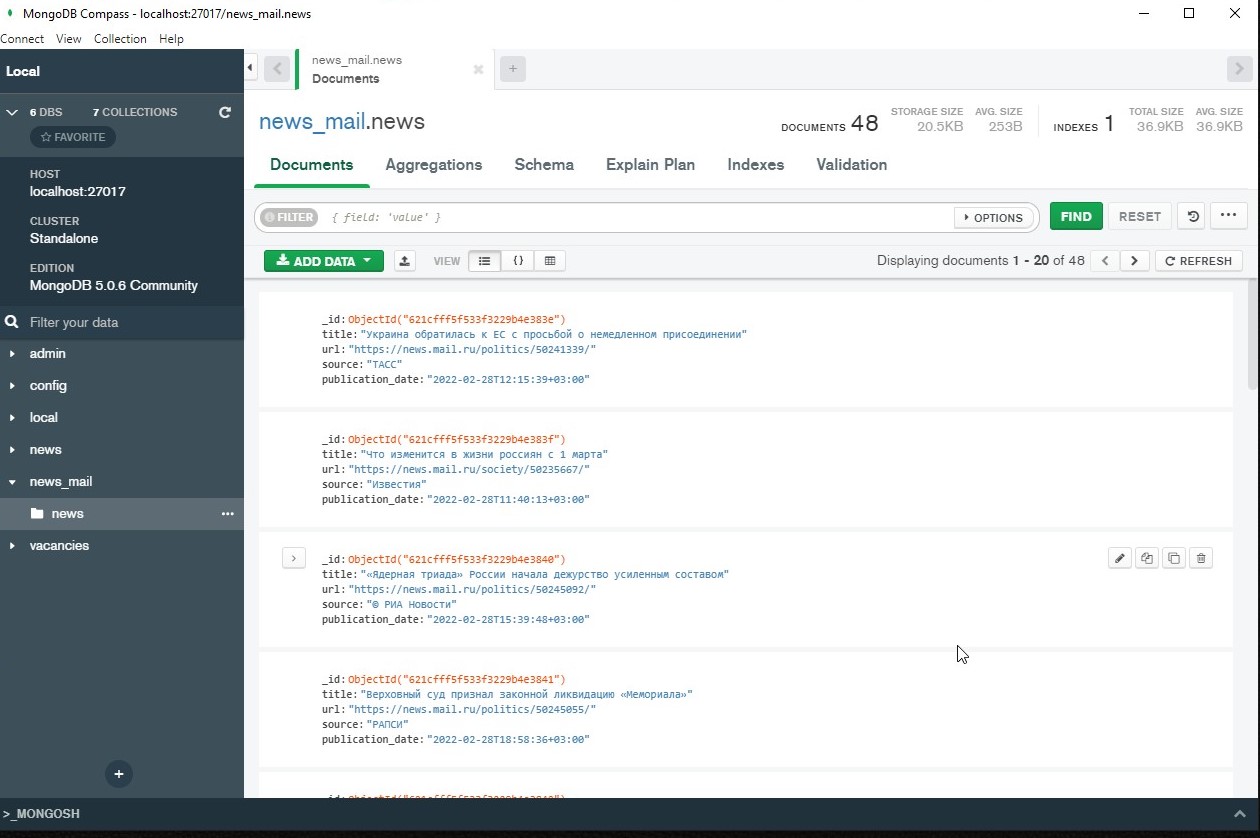 MongoDB Compass - localhost:27017/news_mail.news
Connect View Collection Help
Local
6 DBS 7 COLLECTIONS
FAVORITE
HOST
localhost:27017
CLUSTER
Standalone
EDITION
MongoDB 5.0.6 Community
Filter your data
admin
config
local
news
news_mail
news
vacancies
news_mail.news
Documents
news_mail.news
DOCUMENTS 48
STORAGE SIZE
20.5KB
AVG. SIZE
253B
INDEXES 1
TOTAL SIZE
36.9KB
AVG. SIZE
36.9KB
Documents Aggregations Schema Explain Plan Indexes Validation
FILTER { field: 'value' } OPTIONS FIND RESET
ADD DATA VIEW { } Displaying documents 1 - 20 of 48 REFRESH
_id: ObjectId("621cfff5f533f3229b4e383e")
title: "Украина обратилась к ЕС с просьбой о немедленном присоединении"
url: "https://news.mail.ru/politics/50241339/"
source: "ТАСС"
publication_date: "2022-02-28T12:15:39+03:00"
_id: ObjectId("621cfff5f533f3229b4e383f")
title: "Что изменится в жизни россиян с 1 марта"
url: "https://news.mail.ru/society/50235667/"
source: "Известия"
publication_date: "2022-02-28T11:40:13+03:00"
_id: ObjectId("621cfff5f533f3229b4e3840")
title: "«Ядерная триада» России начала дежурство усиленным составом"
url: "https://news.mail.ru/politics/50245092/"
source: "© РИА Новости"
publication_date: "2022-02-28T15:39:48+03:00"
_id: ObjectId("621cfff5f533f3229b4e3841")
title: "Верховный суд признал законной ликвидацию «Мемориала»"
url: "https://news.mail.ru/politics/50245055/"
source: "РАПСИ"
publication_date: "2022-02-28T18:58:36+03:00"
>_MONGOSH